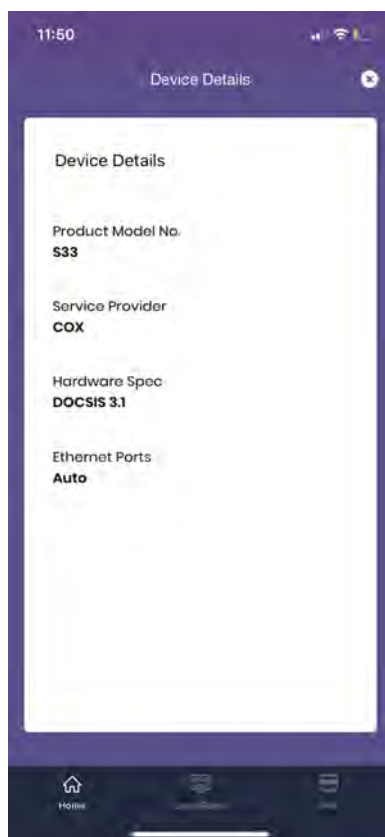 11:50
Device Details
Device Details
Product Model No.
S33
Service Provider
COX
Hardware Spec
DOCSIS 3.1
Ethernet Ports
Auto
Home